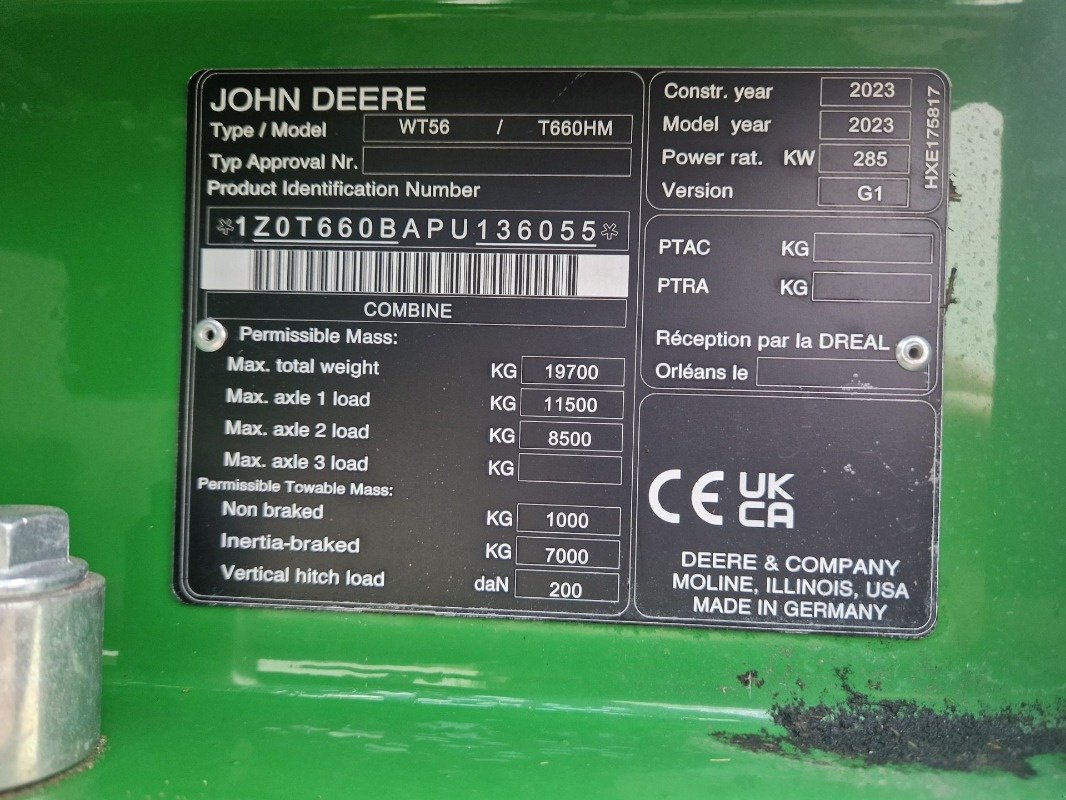 JOHN DEERE
Type / Model WT56 / T660HM
Typ Approval Nr.
Product Identification Number
*1Z0T660BAPU136055*
COMBINE
Permissible Mass:
Max. total weight KG 19700
Max. axle 1 load KG 11500
Max. axle 2 load KG 8500
Max. axle 3 load KG
Permissible Towable Mass:
Non braked KG 1000
Inertia-braked KG 7000
Vertical hitch load daN 200
Constr. year 2023
Model year 2023
Power rat. KW 285
Version G1
HXE175817
PTAC KG
PTRA KG
Réception par la DREAL
Orléans le
CE UK
CA
DEERE & COMPANY
MOLINE, ILLINOIS, USA
MADE IN GERMANY